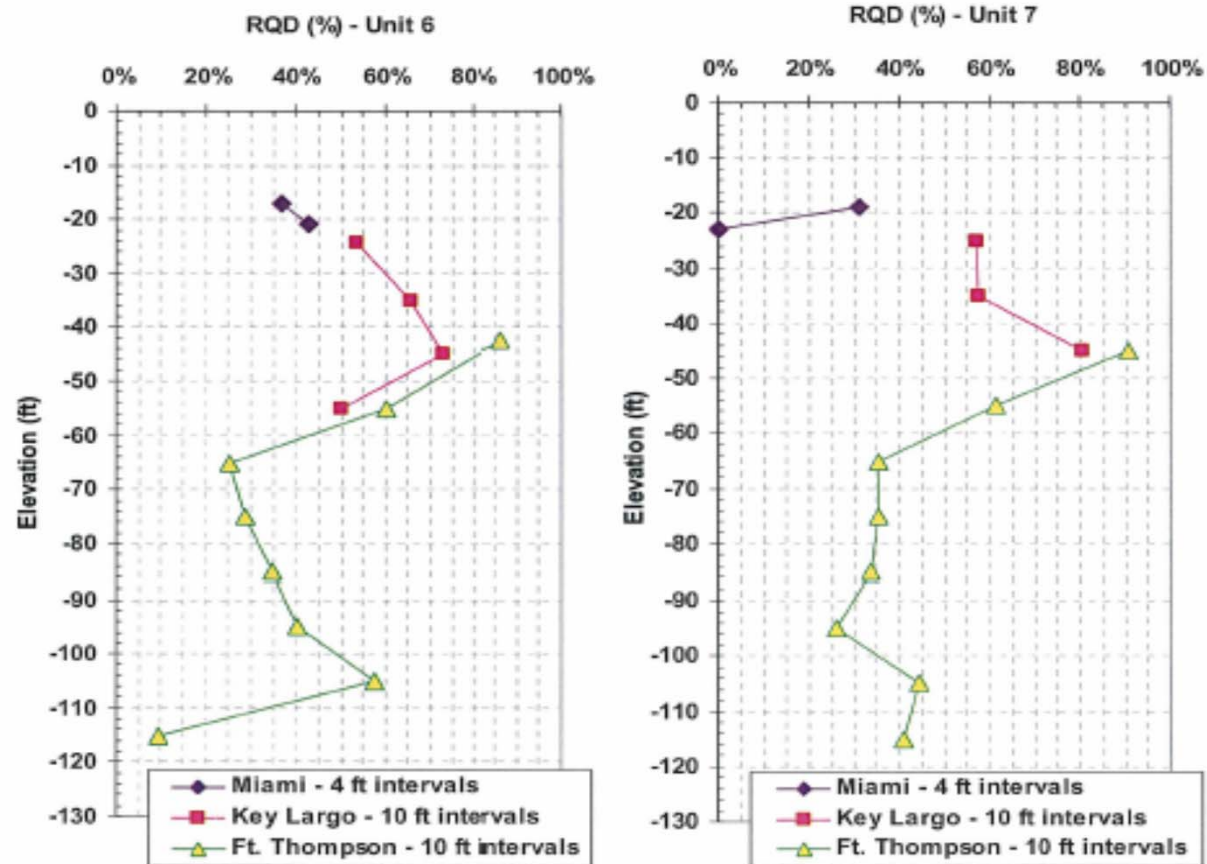 RQD (%) - Unit 6
0% 20% 40% 60% 80% 100%
0
-10
-20
-30
-40
-50
-60
-70
-80
-90
-100
-110
-120
-130
Elevation (ft)
Miami - 4 ft intervals
Key Largo - 10 ft intervals
Ft. Thompson - 10 ft intervals
RQD (%) - Unit 7
0% 20% 40% 60% 80% 100%
0
-10
-20
-30
-40
-50
-60
-70
-80
-90
-100
-110
-120
-130
Elevation (ft)
Miami - 4 ft intervals
Key Largo - 10 ft intervals
Ft. Thompson - 10 ft intervals